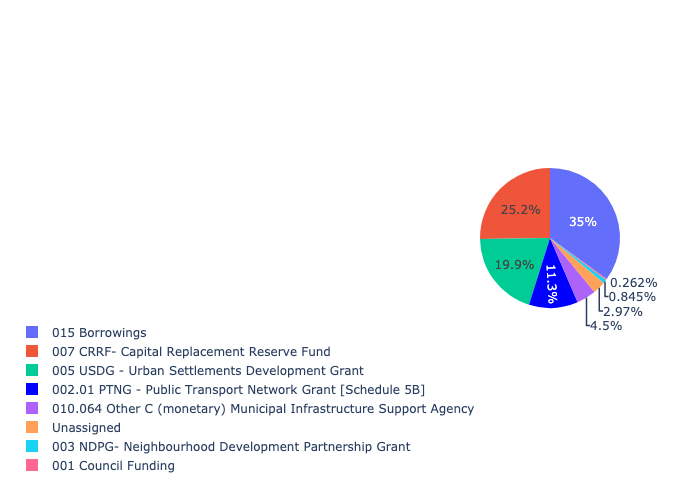 25.2%
35%
19.9%
11.3%
0.262%
0.845%
2.97%
4.5%
015 Borrowings
007 CRRF- Capital Replacement Reserve Fund
005 USDG - Urban Settlements Development Grant
002.01 PTNG - Public Transport Network Grant [Schedule 5B]
010.064 Other C (monetary) Municipal Infrastructure Support Agency
Unassigned
003 NDPG- Neighbourhood Development Partnership Grant
001 Council Funding